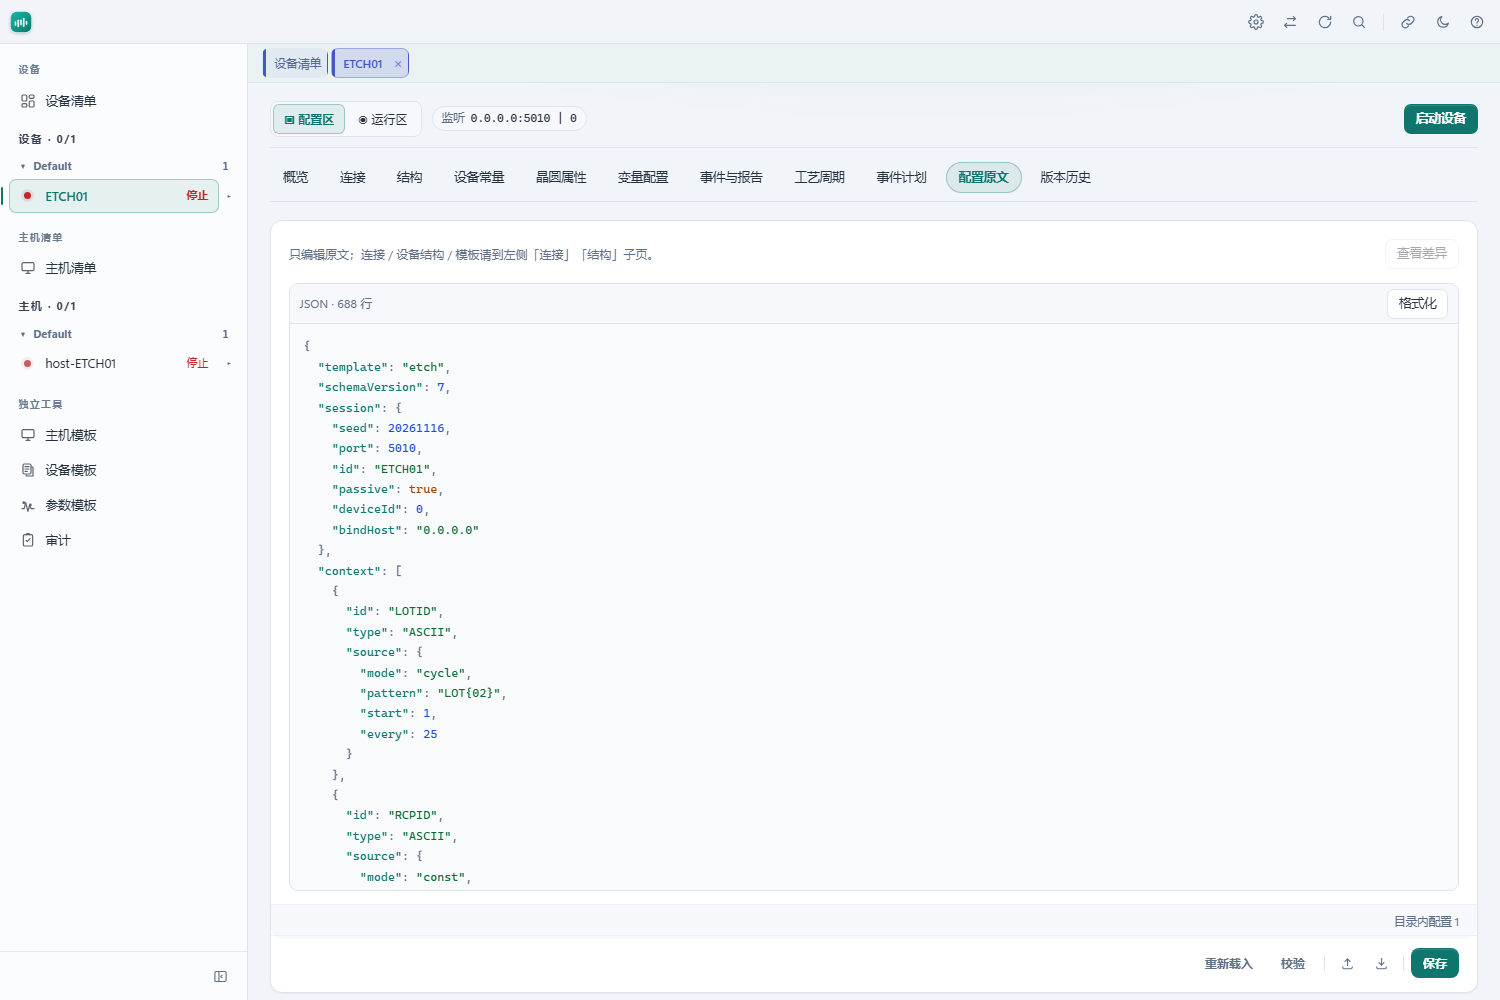 设备
设备清单
设备 · 0/1
Default 1
ETCH01 停止
主机清单
主机清单
主机 · 0/1
Default 1
host-ETCH01 停止
独立工具
主机模板
设备模板
参数模板
审计
设备清单 ETCH01 ×
配置区 运行区 监听 0.0.0.0:5010 | 0 启动设备
概览 连接 结构 设备常量 晶圆属性 变量配置 事件与报告 工艺周期 事件计划 配置原文 版本历史
只编辑原文；连接 / 设备结构 / 模板请到左侧「连接」「结构」子页。 查看差异
JSON · 688 行 格式化
{
"template": "etch",
"schemaVersion": 7,
"session": {
"seed": 20261116,
"port": 5010,
"id": "ETCH01",
"passive": true,
"deviceId": 0,
"bindHost": "0.0.0.0"
},
"context": [
{
"id": "LOTID",
"type": "ASCII",
"source": {
"mode": "cycle",
"pattern": "LOT{02}",
"start": 1,
"every": 25
}
},
{
"id": "RCPID",
"type": "ASCII",
"source": {
"mode": "const",
目录内配置 1
重新载入 校验 保存